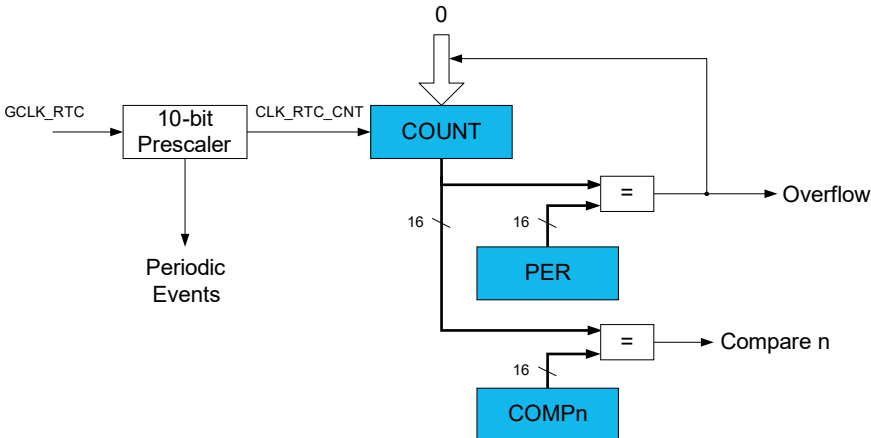 0
GCLK_RTC
10-bit
Prescaler
CLK_RTC_CNT
COUNT
=
Overflow
16
16
PER
Periodic
Events
=
Compare n
16
COMPn